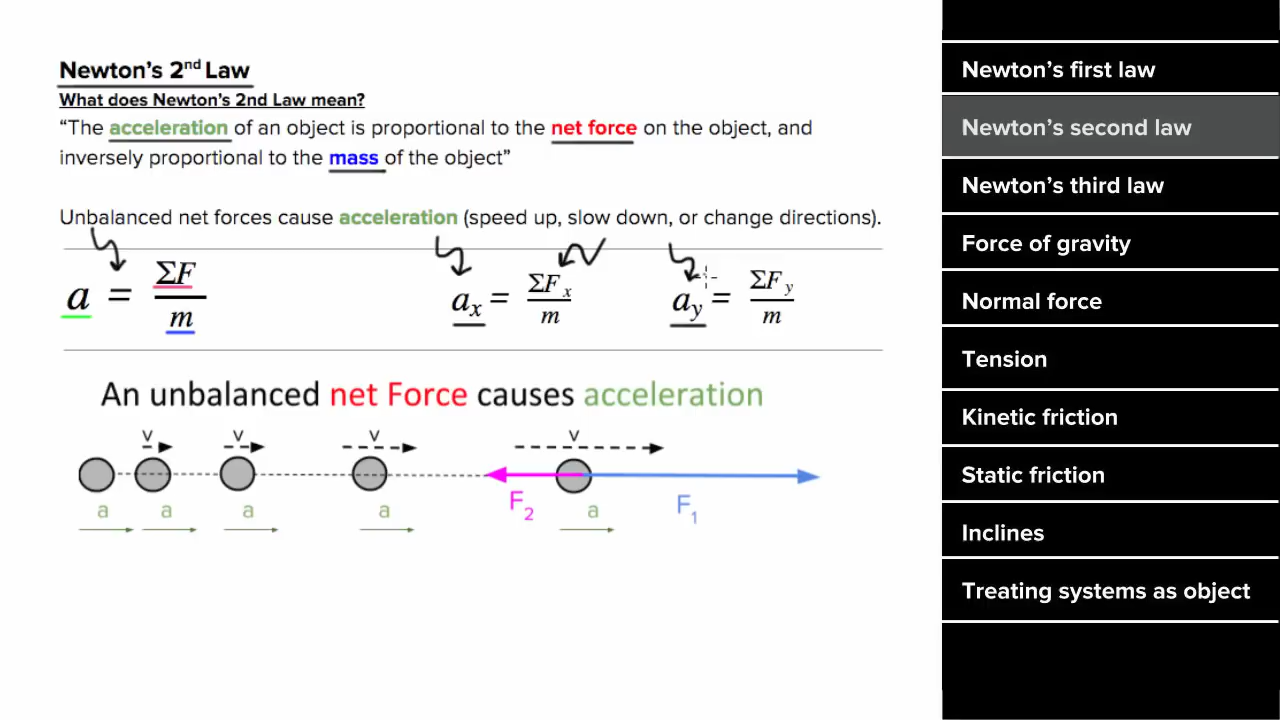 Newton's 2nd Law
What does Newton's 2nd Law mean?
“The acceleration of an object is proportional to the net force on the object, and
inversely proportional to the mass of the object”
Unbalanced net forces cause acceleration (speed up, slow down, or change directions).
a = ΣF / m
a_x = ΣF_x / m
a_y = ΣF_y / m
An unbalanced net Force causes acceleration
v v v v
F₂ F₁
a a a a a
Newton's first law
Newton's second law
Newton's third law
Force of gravity
Normal force
Tension
Kinetic friction
Static friction
Inclines
Treating systems as object